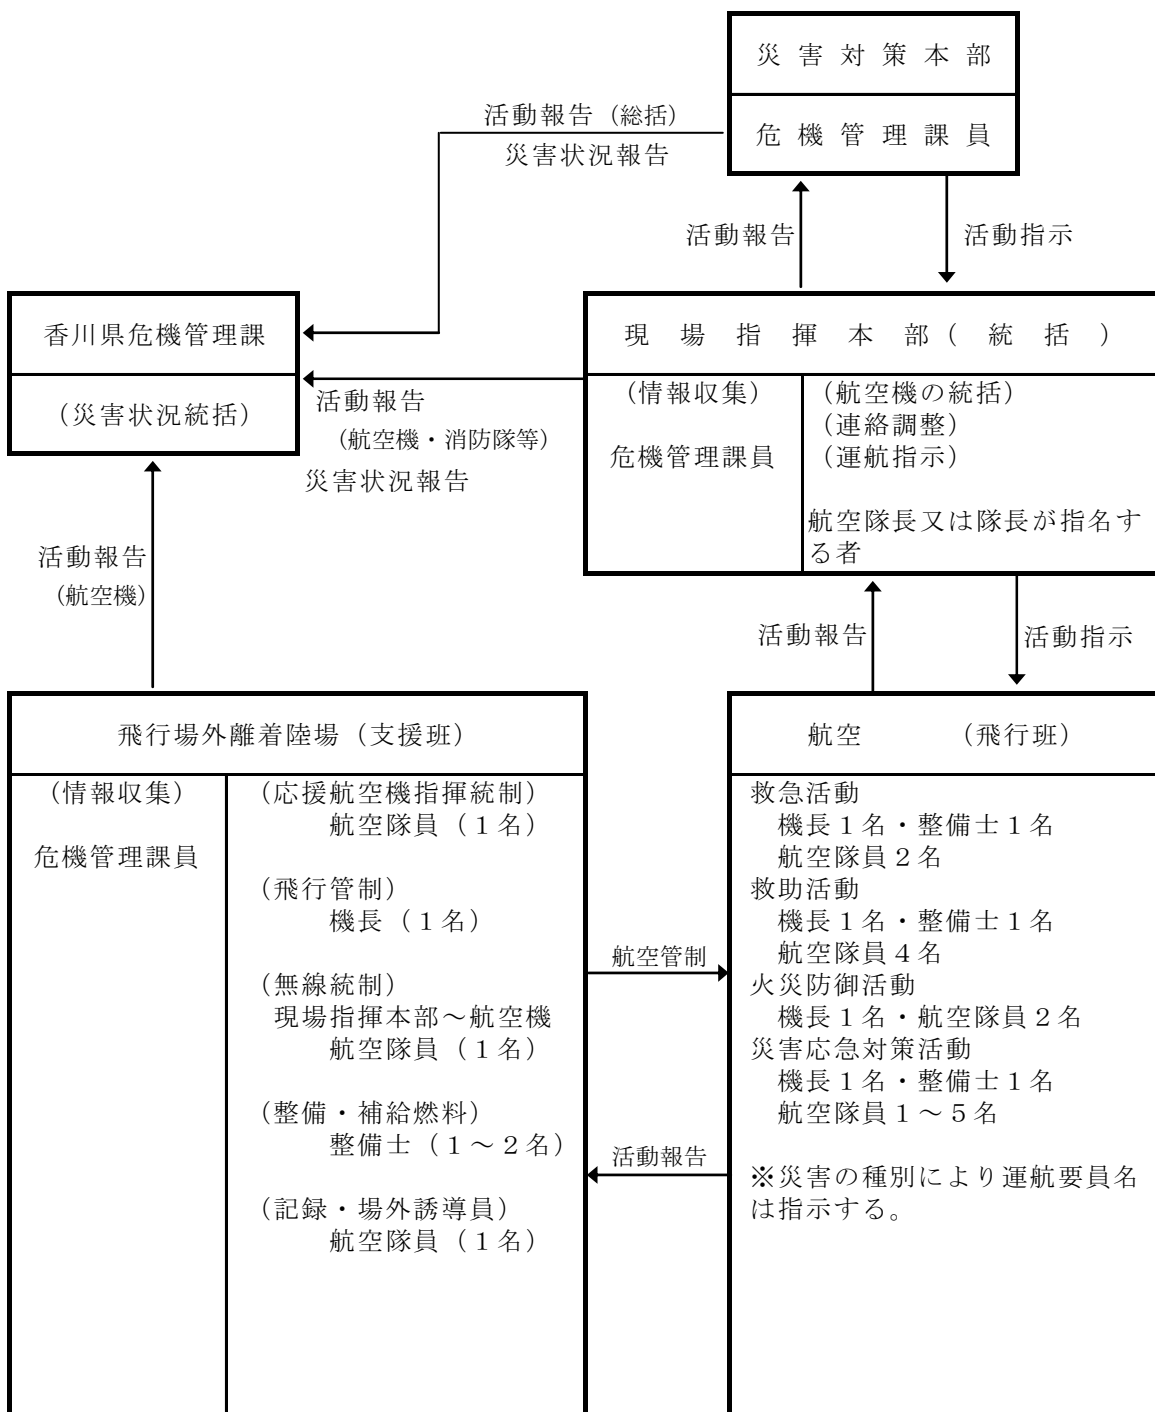 災害対策本部
危機管理課員
活動報告（総括）
災害状況報告
活動報告
活動指示
香川県危機管理課
（災害状況統括）
現場指揮本部（統括）
（情報収集）
危機管理課員
（航空機の統括）
（連絡調整）
（運航指示）
航空隊長又は隊長が指名す
る者
活動報告
（航空機・消防隊等）
災害状況報告
活動報告
（航空機）
活動報告
活動指示
飛行場外離着陸場（支援班）
（情報収集）
危機管理課員
（応援航空機指揮統制）
航空隊員（１名）
（飛行管制）
機長（１名）
（無線統制）
現場指揮本部～航空機
航空隊員（１名）
（整備・補給燃料）
整備士（１～２名）
（記録・場外誘導員）
航空隊員（１名）
航空管制
活動報告
航空　　　（飛行班）
救急活動
機長１名・整備士１名
航空隊員２名
救助活動
機長１名・整備士１名
航空隊員４名
火災防御活動
機長１名・航空隊員２名
災害応急対策活動
機長１名・整備士１名
航空隊員１～５名
※災害の種別により運航要員名
は指示する。